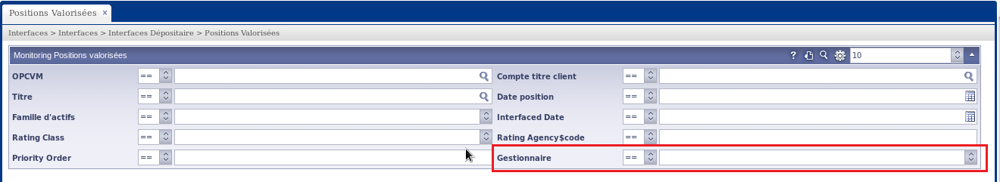 Positions Valorisées x
Interfaces > Interfaces > Interfaces Dépositaire > Positions Valorisées
Monitoring Positions valorisées ? 10
OPCVM == Compte titre client ==
Titre == Date position ==
Famille d'actifs == Interfaced Date ==
Rating Class == Rating Agency$code ==
Priority Order == Gestionnaire ==